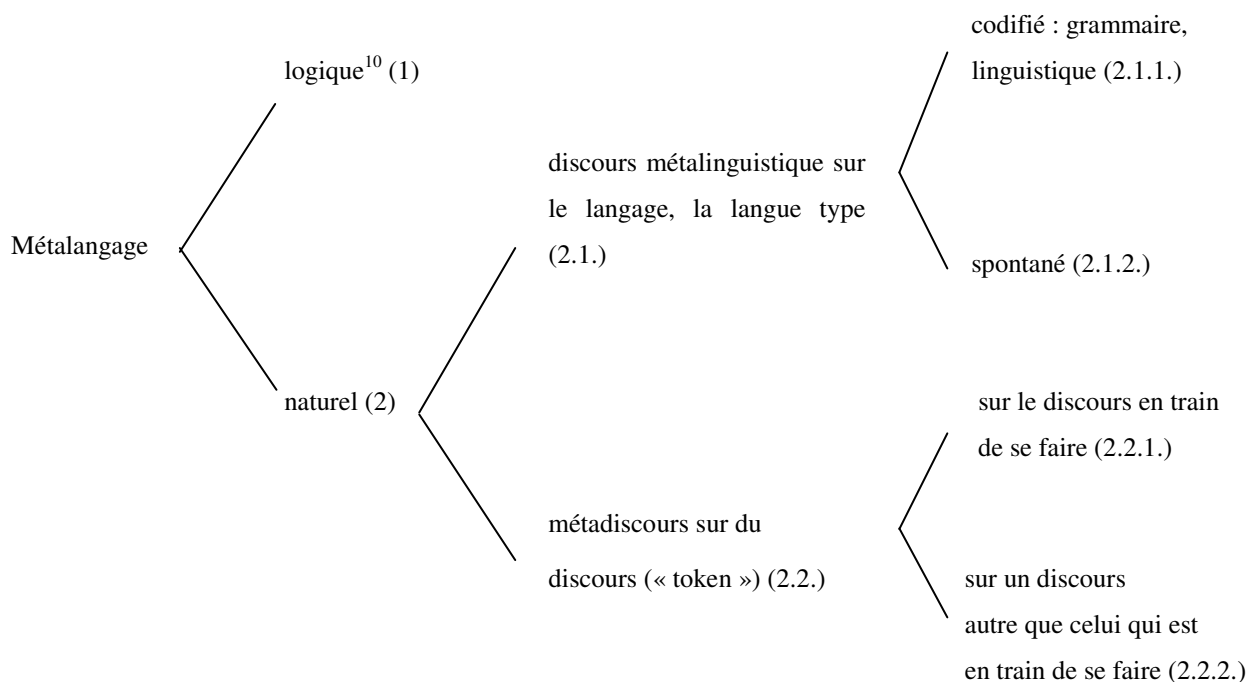 codifié : grammaire,
linguistique (2.1.1.)
logique¹⁰ (1)
discours métalinguistique sur
le langage, la langue type
(2.1.)
Métalangage
spontané (2.1.2.)
naturel (2)
sur le discours en train
de se faire (2.2.1.)
métadiscours sur du
discours (« token ») (2.2.)
sur un discours
autre que celui qui est
en train de se faire (2.2.2.)